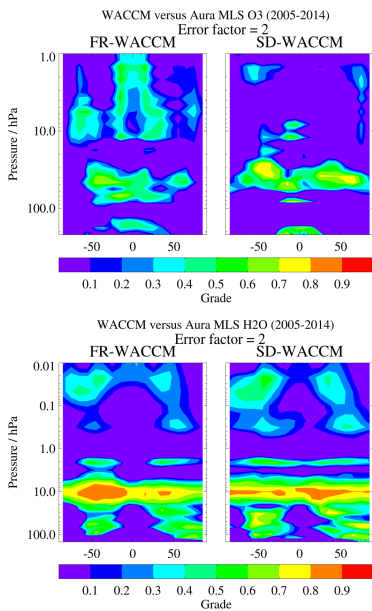 WACCM versus Aura MLS O3 (2005-2014)
Error factor = 2
FR-WACCM SD-WACCM
1.0
10.0
100.0
Pressure / hPa
-50 0 50 -50 0 50
0.1 0.2 0.3 0.4 0.5 0.6 0.7 0.8 0.9
Grade
WACCM versus Aura MLS H2O (2005-2014)
Error factor = 2
FR-WACCM SD-WACCM
0.01
0.1
1.0
10.0
100.0
Pressure / hPa
-50 0 50 -50 0 50
0.1 0.2 0.3 0.4 0.5 0.6 0.7 0.8 0.9
Grade